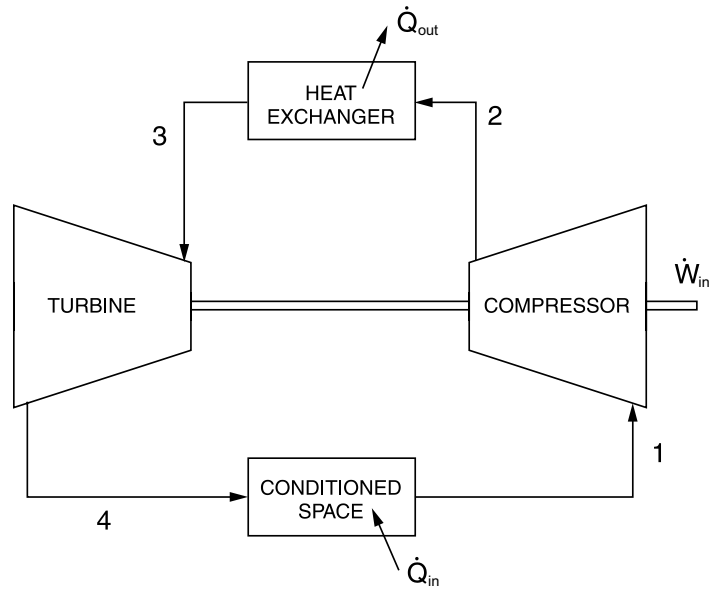 Q̇out
HEAT
EXCHANGER
2
3
Ẇin
TURBINE
COMPRESSOR
1
CONDITIONED
SPACE
4
Q̇in